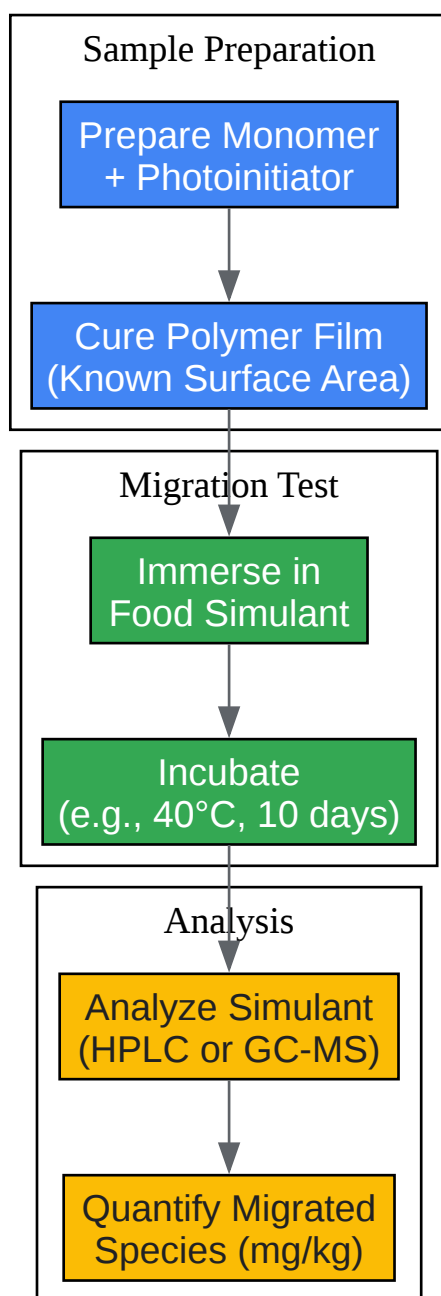 Sample Preparation
Prepare Monomer
+ Photoinitiator
Cure Polymer Film
(Known Surface Area)
Migration Test
Immerse in
Food Simulant
Incubate
(e.g., 40°C, 10 days)
Analysis
Analyze Simulant
(HPLC or GC-MS)
Quantify Migrated
Species (mg/kg)